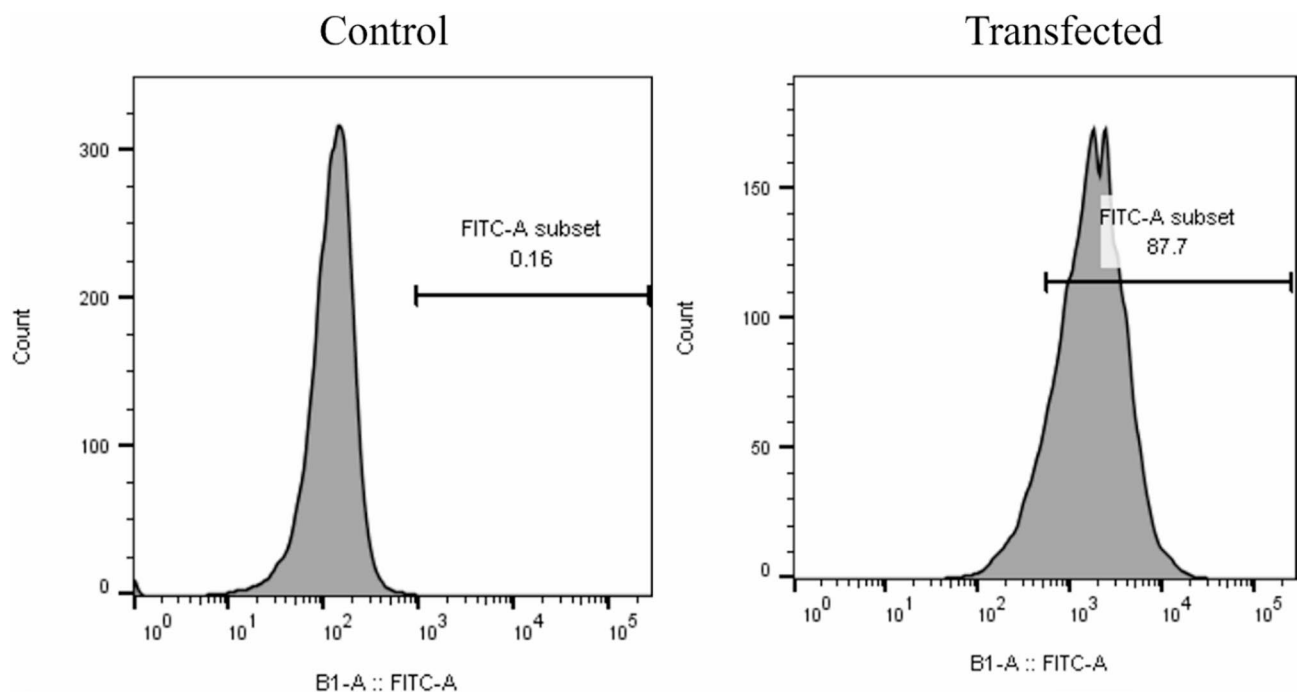 Control
300
200
100
0
Count
FITC-A subset
0.16
10^0 10^1 10^2 10^3 10^4 10^5
B1-A :: FITC-A
Transfected
150
100
50
0
Count
FITC-A subset
87.7
10^0 10^1 10^2 10^3 10^4 10^5
B1-A :: FITC-A